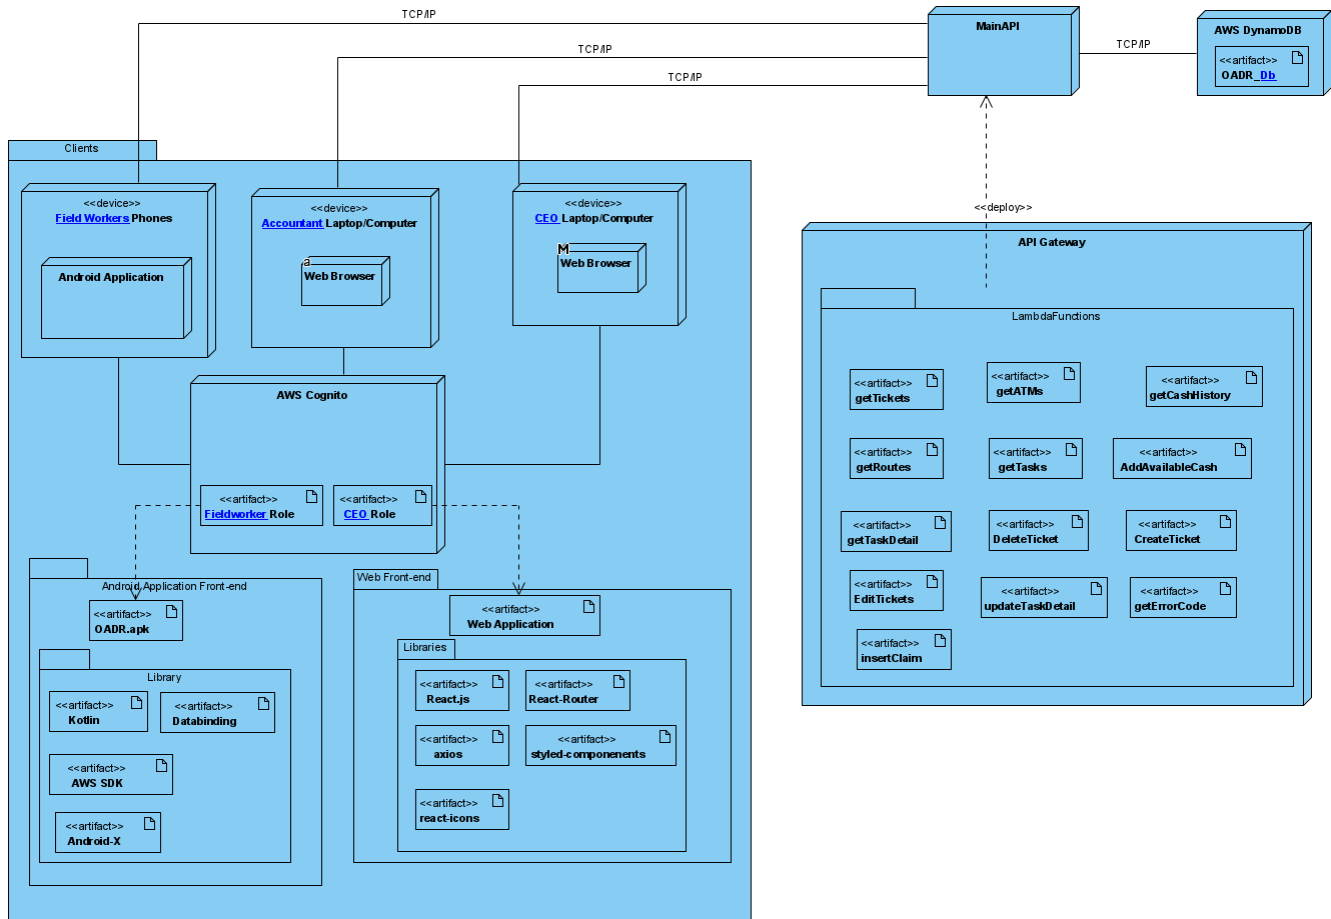 TCP/IP
TCP/IP
TCP/IP
MainAPI
TCP/IP
AWS DynamoDB
<<artifact>>
OADR_Db
Clients
<<device>>
Field Workers Phones
Android Application
<<device>>
Accountant Laptop/Computer
a
Web Browser
<<device>>
CEO Laptop/Computer
M
Web Browser
AWS Cognito
<<artifact>>
Fieldworker Role
<<artifact>>
CEO Role
Android Application Front-end
<<artifact>>
OADR.apk
Library
<<artifact>>
Kotlin
<<artifact>>
Databinding
<<artifact>>
AWS SDK
<<artifact>>
Android-X
Web Front-end
<<artifact>>
Web Application
Libraries
<<artifact>>
React.js
<<artifact>>
React-Router
<<artifact>>
axios
<<artifact>>
styled-componenents
<<artifact>>
react-icons
<<deploy>>
API Gateway
LambdaFunctions
<<artifact>>
getTickets
<<artifact>>
getATMs
<<artifact>>
getCashHistory
<<artifact>>
getRoutes
<<artifact>>
getTasks
<<artifact>>
AddAvailableCash
<<artifact>>
getTaskDetail
<<artifact>>
DeleteTicket
<<artifact>>
CreateTicket
<<artifact>>
EditTickets
<<artifact>>
updateTaskDetail
<<artifact>>
getErrorCode
<<artifact>>
insertClaim